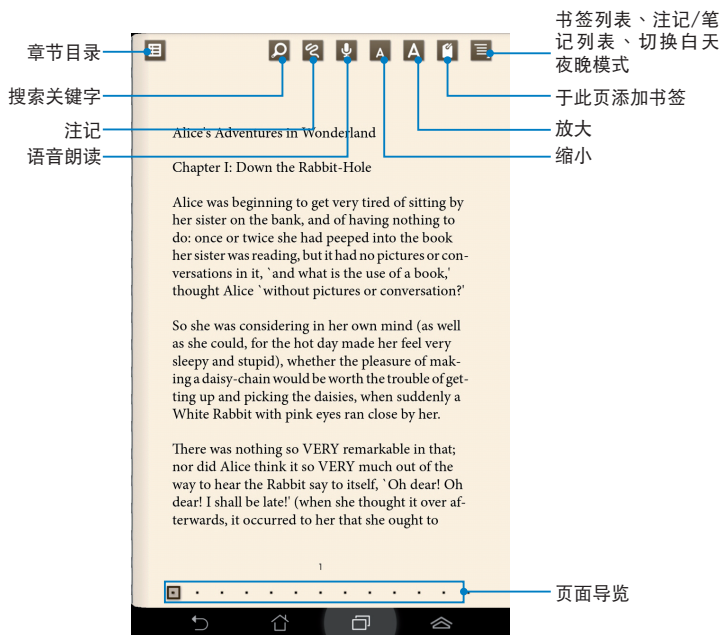 书签列表、注记/笔
记列表、切换白天
夜晚模式
章节目录
搜索关键字
于此页添加书签
注记
放大
语音朗读
缩小
A
A
Alice's Adventures in Wonderland
Chapter I: Down the Rabbit-Hole
Alice was beginning to get very tired of sitting by
her sister on the bank, and of having nothing to
do: once or twice she had peeped into the book
her sister was reading, but it had no pictures or con-
versations in it, `and what is the use of a book,'
thought Alice `without pictures or conversation?'
So she was considering in her own mind (as well
as she could, for the hot day made her feel very
sleepy and stupid), whether the pleasure of mak-
ing a daisy-chain would be worth the trouble of get-
ting up and picking the daisies, when suddenly a
White Rabbit with pink eyes ran close by her.
There was nothing so VERY remarkable in that;
nor did Alice think it so VERY much out of the
way to hear the Rabbit say to itself, `Oh dear! Oh
dear! I shall be late!' (when she thought it over af-
terwards, it occurred to her that she ought to
1
页面导览